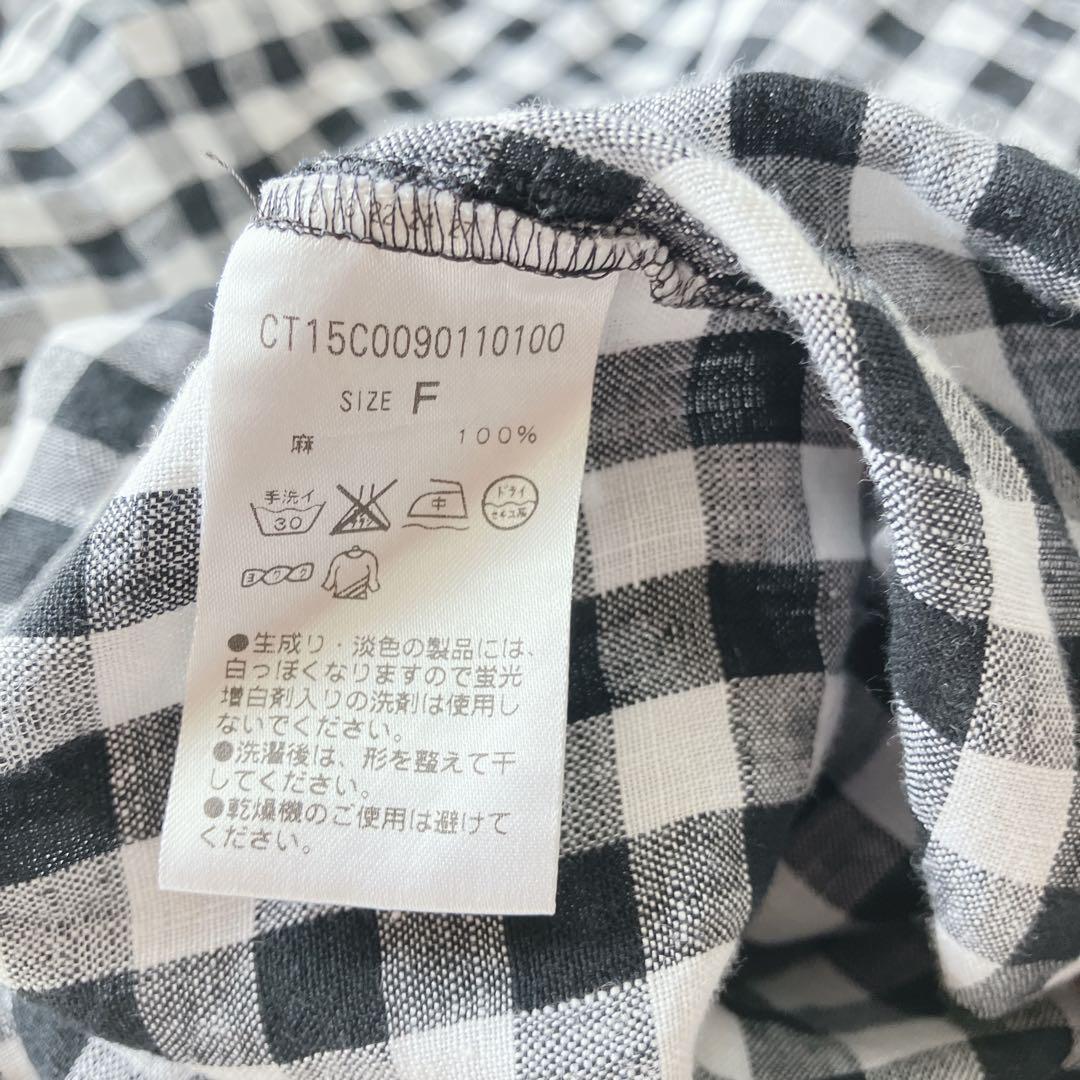 CT15C0090110100
SIZE F
麻 100%
手洗イ
30
中
ドライ
セキユ系
ヨワク
●生成り・淡色の製品には、
白っぽくなりますので蛍光
増白剤入りの洗剤は使用し
ないでください。
●洗濯後は、形を整えて干
してください。
●乾燥機のご使用は避けて
ください。